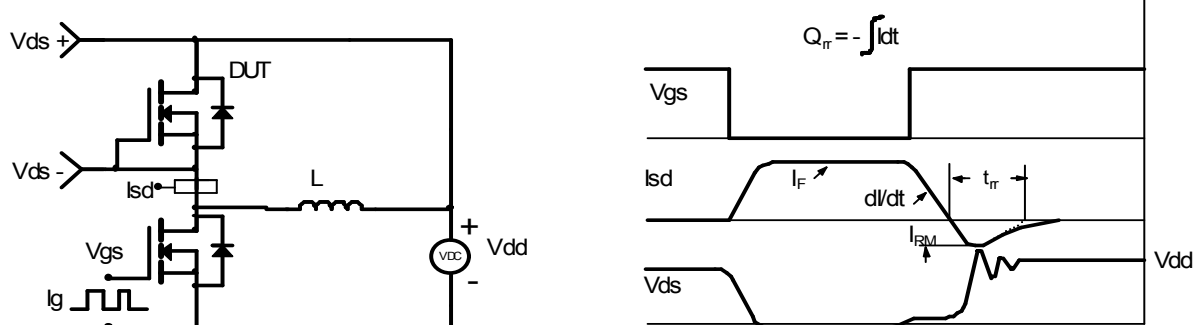 Vds +
DUT
Vds -
Isd
L
Vgs
Ig
+
VDC
-
Vdd
Qrr = - ∫Idt
Vgs
Isd
IF
dI/dt
trr
IRM
Vds
Vdd